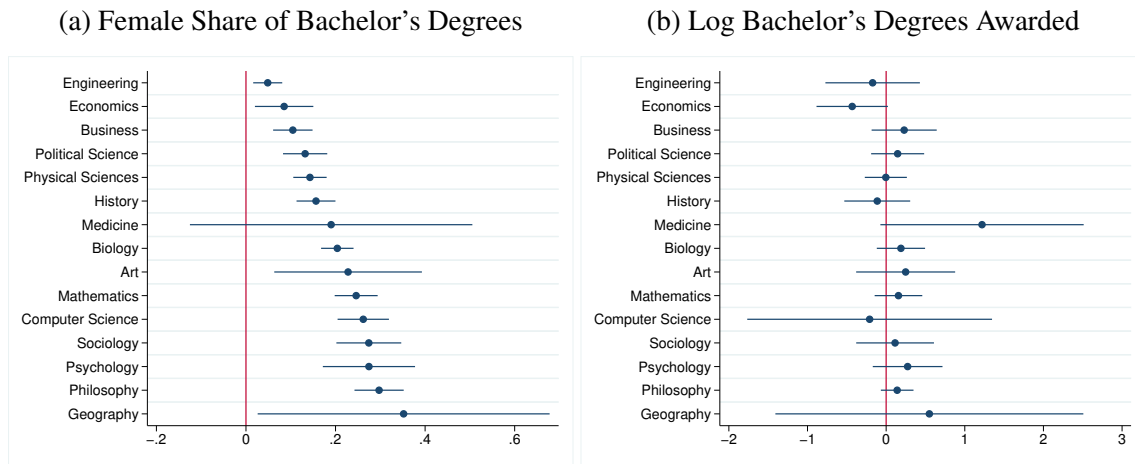 (a) Female Share of Bachelor’s Degrees
Engineering
Economics
Business
Political Science
Physical Sciences
History
Medicine
Biology
Art
Mathematics
Computer Science
Sociology
Psychology
Philosophy
Geography
−.2 0 .2 .4 .6
(b) Log Bachelor’s Degrees Awarded
Engineering
Economics
Business
Political Science
Physical Sciences
History
Medicine
Biology
Art
Mathematics
Computer Science
Sociology
Psychology
Philosophy
Geography
−2 −1 0 1 2 3